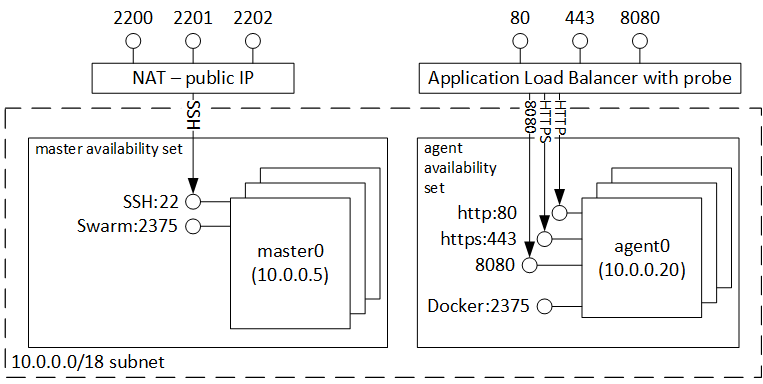 2200 2201 2202
80 443 8080
NAT – public IP
Application Load Balancer with probe
SSH
8080
HTTPS
HTTP
master availability set
SSH:22
Swarm:2375
master0
(10.0.0.5)
agent
availability
set
http:80
https:443
8080
Docker:2375
agent0
(10.0.0.20)
10.0.0.0/18 subnet